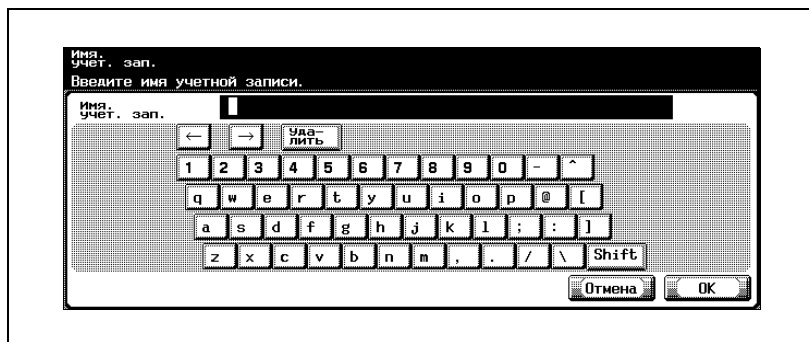 Имя.
учет. зап.
Введите имя учетной записи.
Имя.
учет. зап.
← → Уда-
лить
1 2 3 4 5 6 7 8 9 0 - ^
q w e r t y u i o p @ [
a s d f g h j k l ; : ]
z x c v b n m , . / \ Shift
Отмена OK